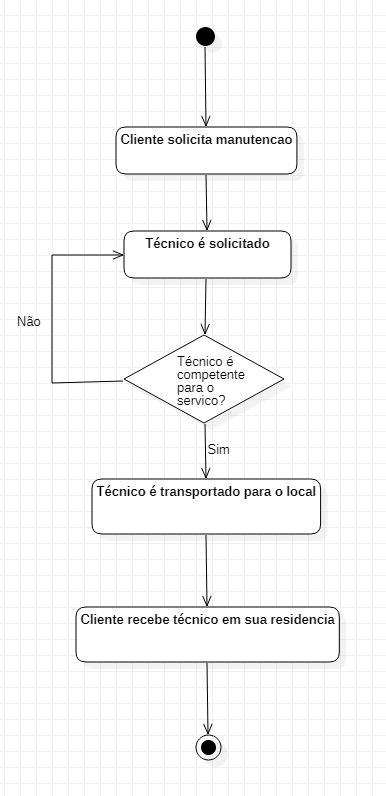 Cliente solicita manutencao
Técnico é solicitado
Não
Técnico é
competente
para o
servico?
Sim
Técnico é transportado para o local
Cliente recebe técnico em sua residencia